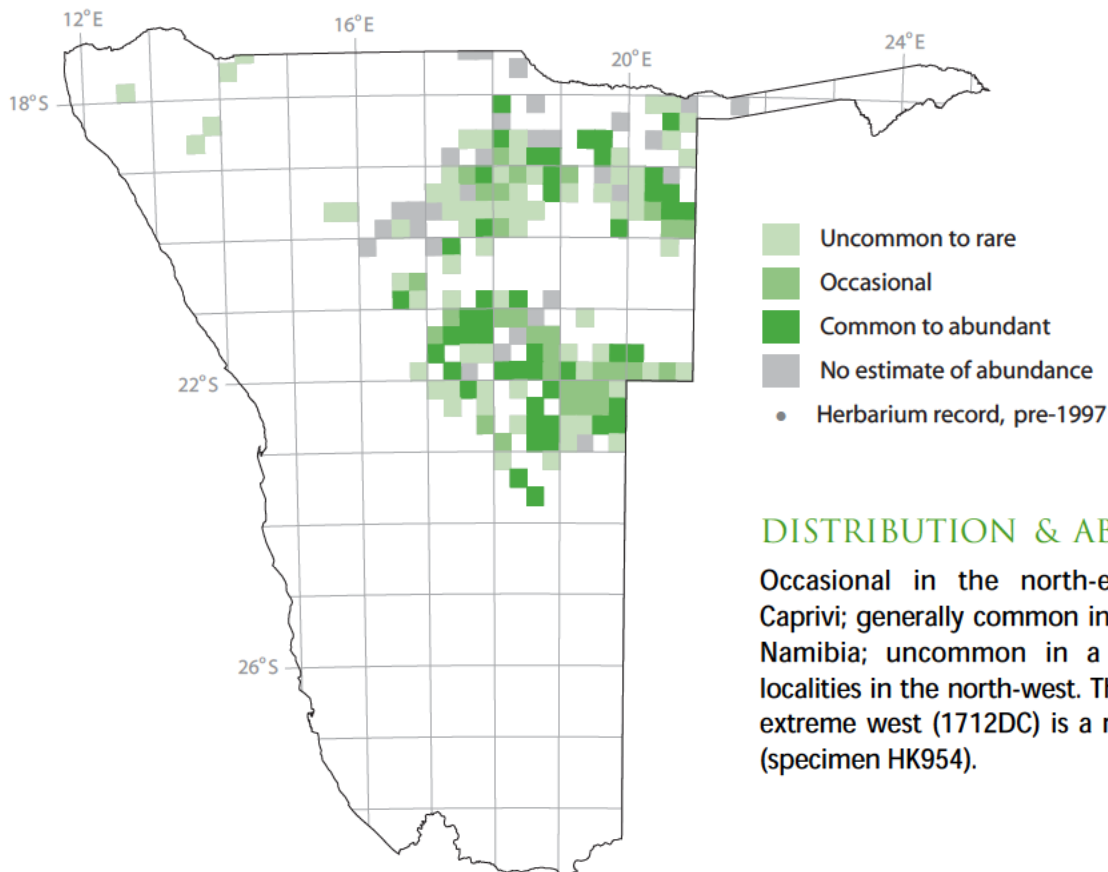 12°E
16°E
20°E
24°E
18°S
22°S
26°S
Uncommon to rare
Occasional
Common to abundant
No estimate of abundance
Herbarium record, pre-1997
DISTRIBUTION & AB
Occasional in the north-e
Caprivi; generally common in
Namibia; uncommon in a
localities in the north-west. Th
extreme west (1712DC) is a
(specimen HK954).